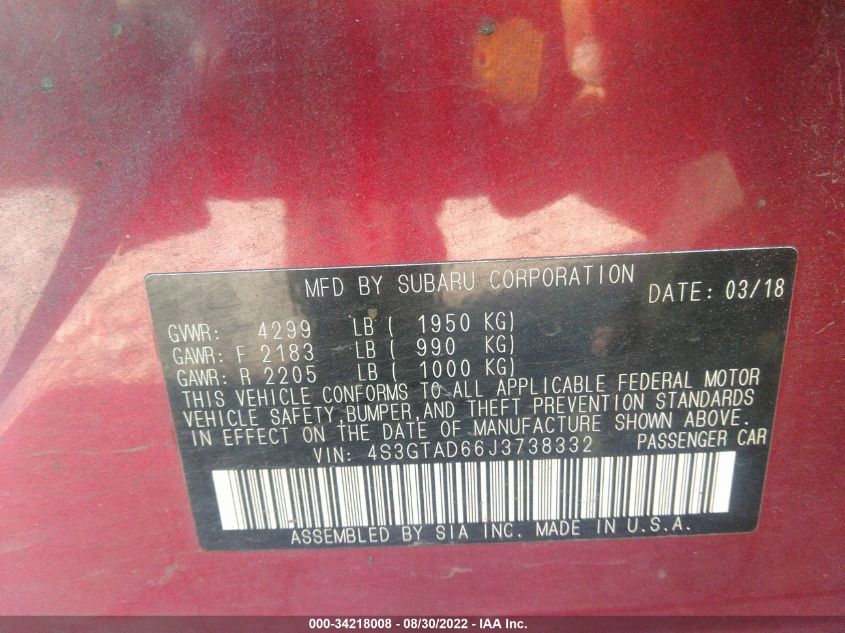 MFD BY SUBARU CORPORATION DATE: 03/18
GVWR: 4299 LB ( 1950 KG)
GAWR: F 2183 LB ( 990 KG)
GAWR: R 2205 LB ( 1000 KG)
THIS VEHICLE CONFORMS TO ALL APPLICABLE FEDERAL MOTOR
VEHICLE SAFETY, BUMPER, AND THEFT PREVENTION STANDARDS
IN EFFECT ON THE DATE OF MANUFACTURE SHOWN ABOVE.
VIN: 4S3GTAD66J3738332 PASSENGER CAR
ASSEMBLED BY SIA INC. MADE IN U.S.A.
000-34218008 - 08/30/2022 - IAA Inc.